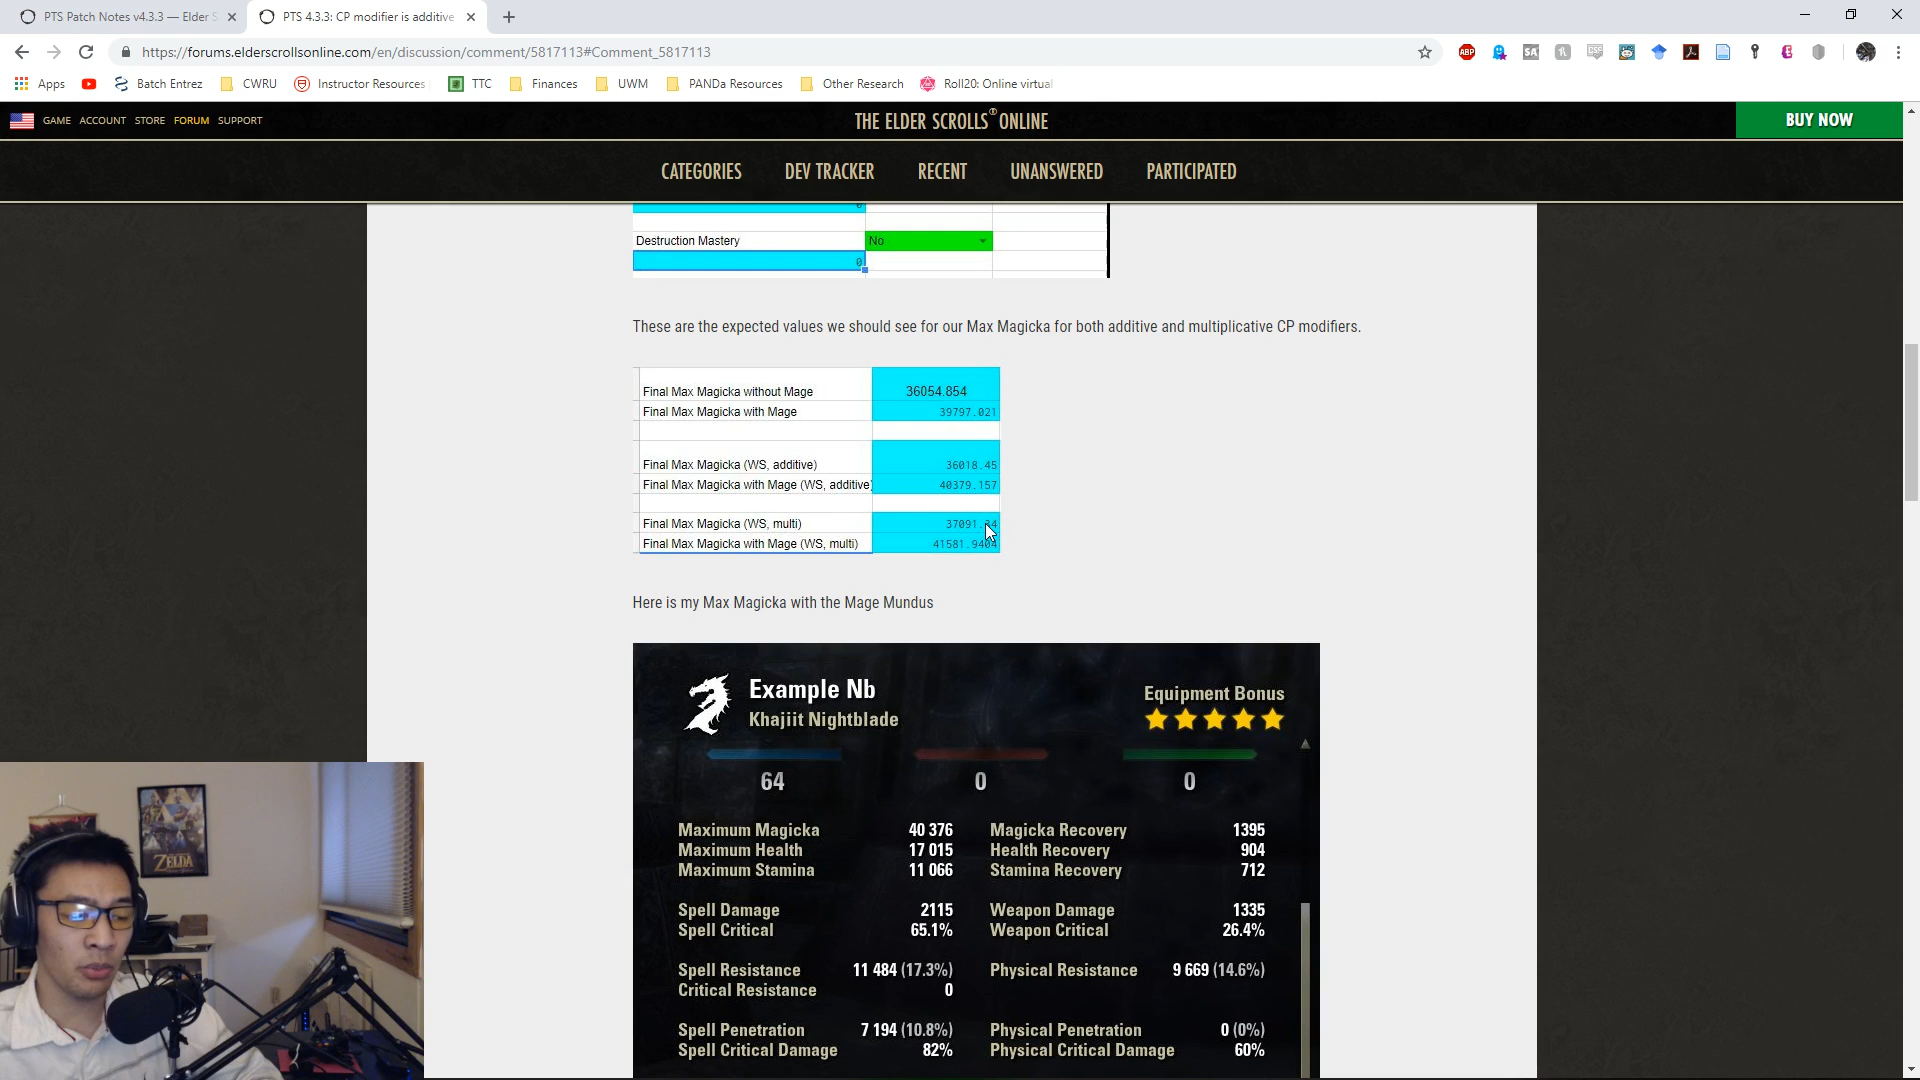 PTS Patch Notes v4.3.3 — Elder S
PTS 4.3.3: CP modifier is additive
https://forums.elderscrollsonline.com/en/discussion/comment/5817113#Comment_5817113
ABP
Apps
Batch Entrez
CWRU
Instructor Resources
TTC
Finances
UWM
PANDa Resources
Other Research
Roll20: Online virtual
GAME ACCOUNT STORE FORUM SUPPORT
THE ELDER SCROLLS® ONLINE
BUY NOW
CATEGORIES DEV TRACKER RECENT UNANSWERED PARTICIPATED
0
Destruction Mastery No
0
These are the expected values we should see for our Max Magicka for both additive and multiplicative CP modifiers.
Final Max Magicka without Mage 36054.854
Final Max Magicka with Mage 39797.021
Final Max Magicka (WS, additive) 36018.45
Final Max Magicka with Mage (WS, additive) 40379.157
Final Max Magicka (WS, multi) 37091.34
Final Max Magicka with Mage (WS, multi) 41581.9404
Here is my Max Magicka with the Mage Mundus
Example Nb
Khajiit Nightblade
Equipment Bonus
64 0 0
Maximum Magicka 40 376 Magicka Recovery 1395
Maximum Health 17 015 Health Recovery 904
Maximum Stamina 11 066 Stamina Recovery 712
Spell Damage 2115 Weapon Damage 1335
Spell Critical 65.1% Weapon Critical 26.4%
Spell Resistance 11 484 (17.3%) Physical Resistance 9 669 (14.6%)
Critical Resistance 0
Spell Penetration 7 194 (10.8%) Physical Penetration 0 (0%)
Spell Critical Damage 82% Physical Critical Damage 60%
ZELDA